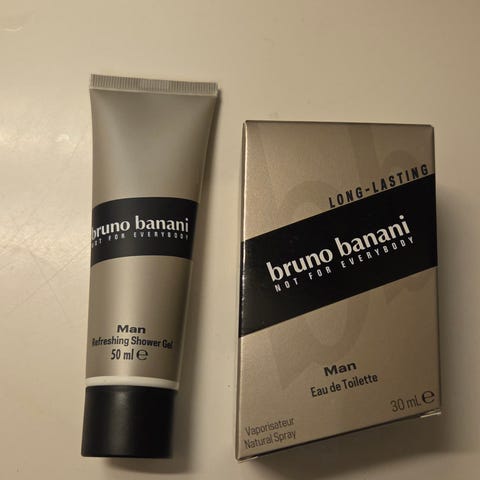 bruno banani
NOT FOR EVERYBODY
Man
Refreshing Shower Gel
50 ml e
LONG-LASTING
bruno banani
NOT FOR EVERYBODY
Man
Eau de Toilette
30 mL e
Vaporisateur
Natural Spray